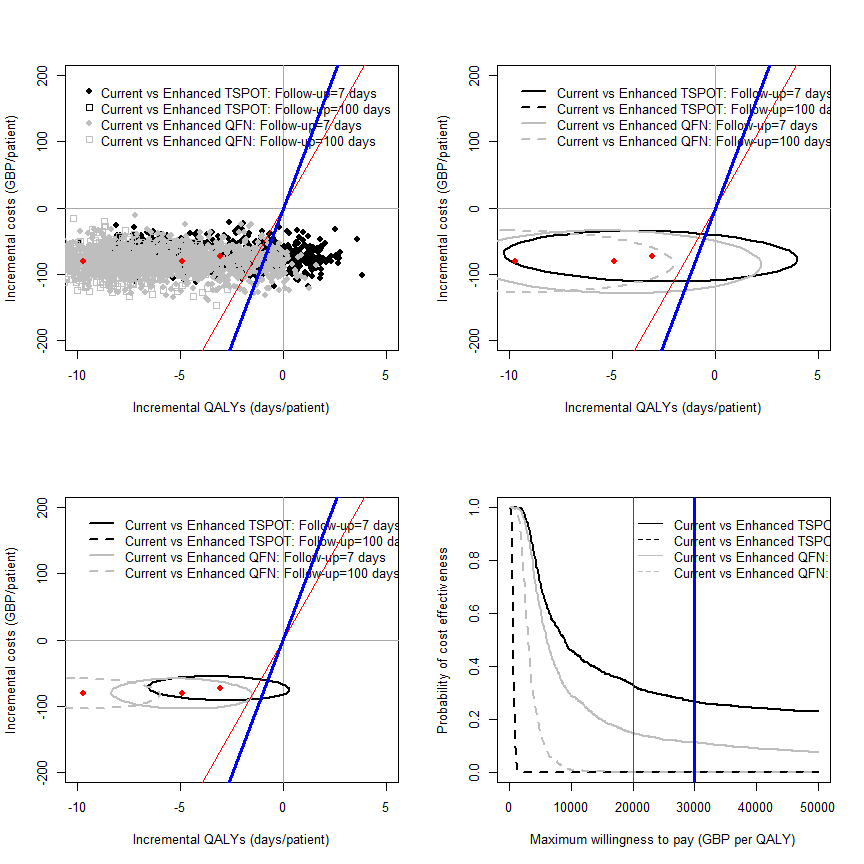 Current vs Enhanced TSPOT: Follow-up=7 days
Current vs Enhanced TSPOT: Follow-up=100 days
Current vs Enhanced QFN: Follow-up=7 days
Current vs Enhanced QFN: Follow-up=100 days
200
100
0
100
-200
-10
-5
0
5
Incremental costs (GBP/patient)
Incremental QALYs (days/patient)
Current vs Enhanced TSPOT: Follow-up=7 days
Current vs Enhanced TSPOT: Follow-up=100 da
Current vs Enhanced QFN: Follow-up=7 days
Current vs Enhanced QFN: Follow-up=100 days
200
100
0
100
-200
-10
-5
0
5
Incremental costs (GBP/patient)
Incremental QALYs (days/patient)
Current vs Enhanced TSPOT: Follow-up=7 days
Current vs Enhanced TSPOT: Follow-up=100 da
Current vs Enhanced QFN: Follow-up=7 days
Current vs Enhanced QFN: Follow-up=100 days
200
100
0
100
-200
-10
-5
0
5
Incremental costs (GBP/patient)
Incremental QALYs (days/patient)
Current vs Enhanced TSPO
Current vs Enhanced TSPO
Current vs Enhanced QFN:
Current vs Enhanced QFN:
1.0
0.8
0.6
0.4
0.2
0.0
0
10000
20000
30000
40000
50000
Probability of cost effectiveness
Maximum willingness to pay (GBP per QALY)